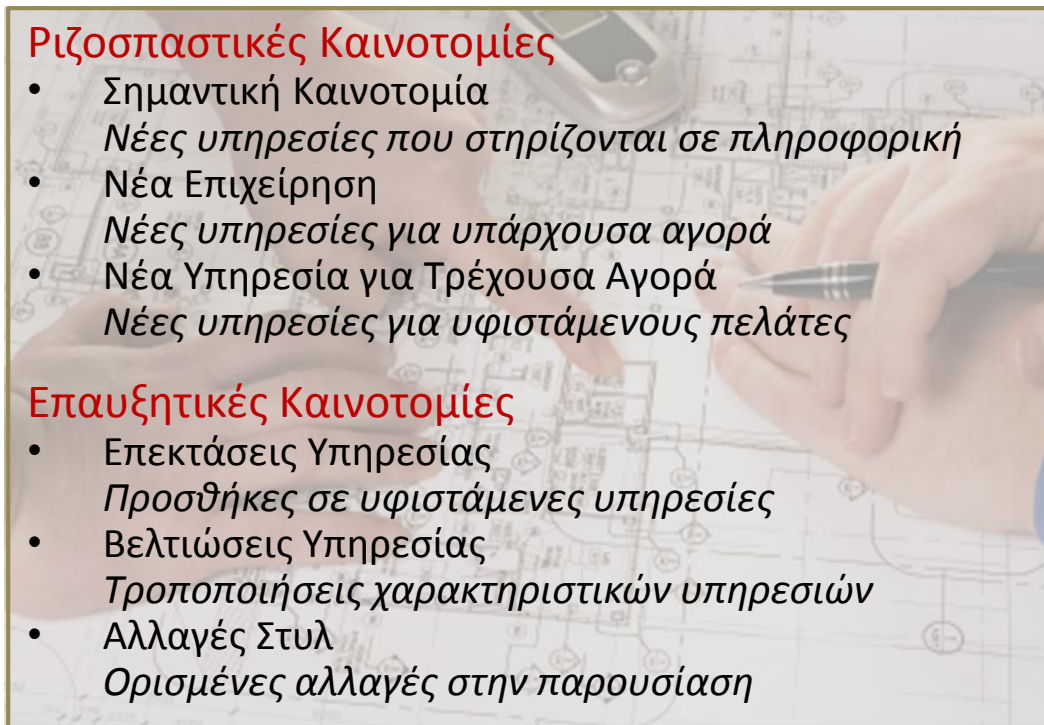 Ριζοσπαστικές Καινοτομίες
• Σημαντική Καινοτομία
Νέες υπηρεσίες που στηρίζονται σε πληροφορική
• Νέα Επιχείρηση
Νέες υπηρεσίες για υπάρχουσα αγορά
• Νέα Υπηρεσία για Τρέχουσα Αγορά
Νέες υπηρεσίες για υφιστάμενους πελάτες
Επαυξητικές Καινοτομίες
• Επεκτάσεις Υπηρεσίας
Προσθήκες σε υφιστάμενες υπηρεσίες
• Βελτιώσεις Υπηρεσίας
Τροποποιήσεις χαρακτηριστικών υπηρεσιών
• Αλλαγές Στυλ
Ορισμένες αλλαγές στην παρουσίαση